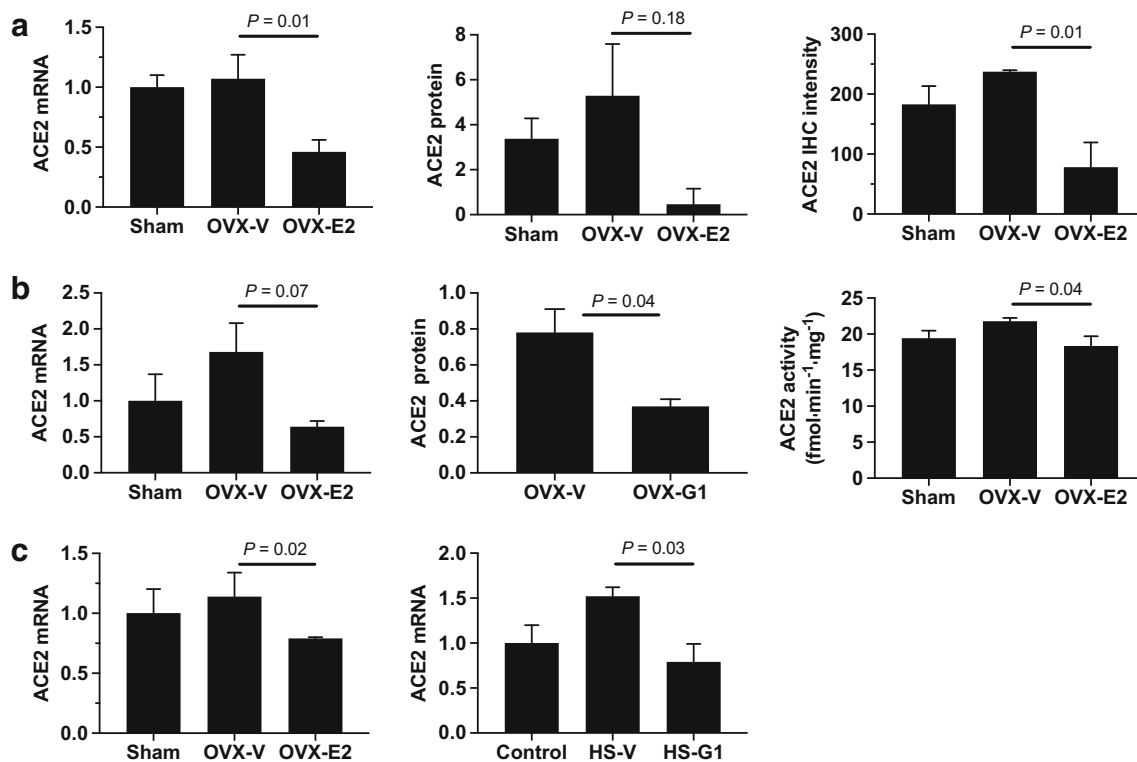 a
P = 0.01
ACE2 mRNA
1.5
1.0
0.5
0.0
Sham OVX-V OVX-E2
P = 0.18
ACE2 protein
8
6
4
2
0
Sham OVX-V OVX-E2
P = 0.01
ACE2 IHC intensity
300
200
100
0
Sham OVX-V OVX-E2
b
P = 0.07
ACE2 mRNA
2.5
2.0
1.5
1.0
0.5
0.0
Sham OVX-V OVX-E2
P = 0.04
ACE2 protein
1.0
0.8
0.6
0.4
0.2
0.0
OVX-V OVX-G1
P = 0.04
ACE2 activity
(fmol·min⁻¹·mg⁻¹)
25
20
15
10
5
0
Sham OVX-V OVX-E2
c
P = 0.02
ACE2 mRNA
1.5
1.0
0.5
0.0
Sham OVX-V OVX-E2
P = 0.03
ACE2 mRNA
2.0
1.5
1.0
0.5
0.0
Control HS-V HS-G1